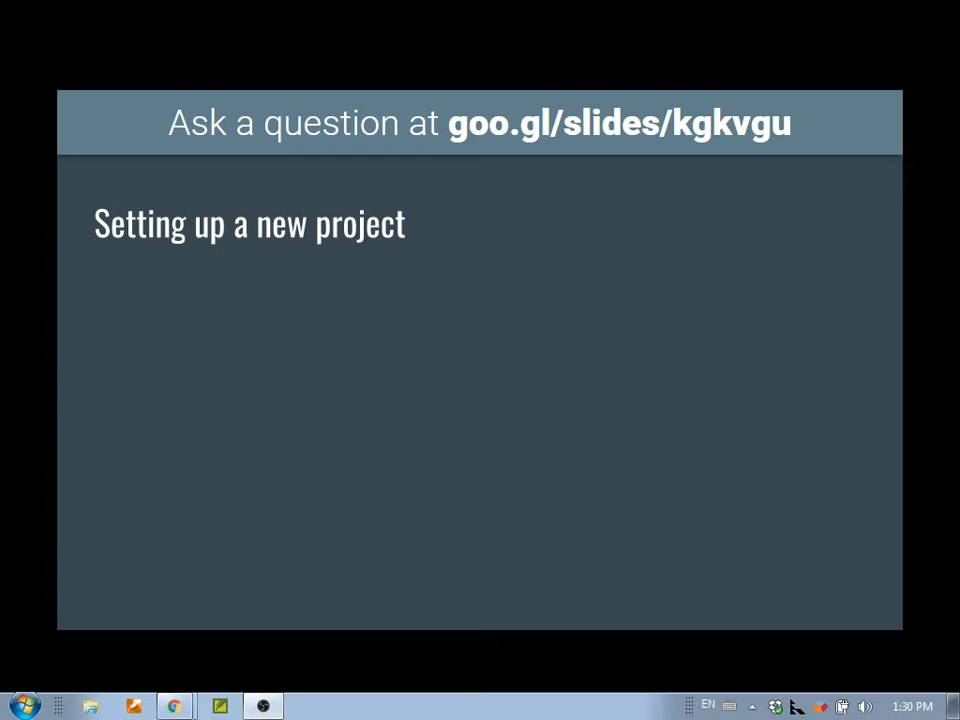 Ask a question at goo.gl/slides/kgkvgu
Setting up a new project
EN
1:30 PM